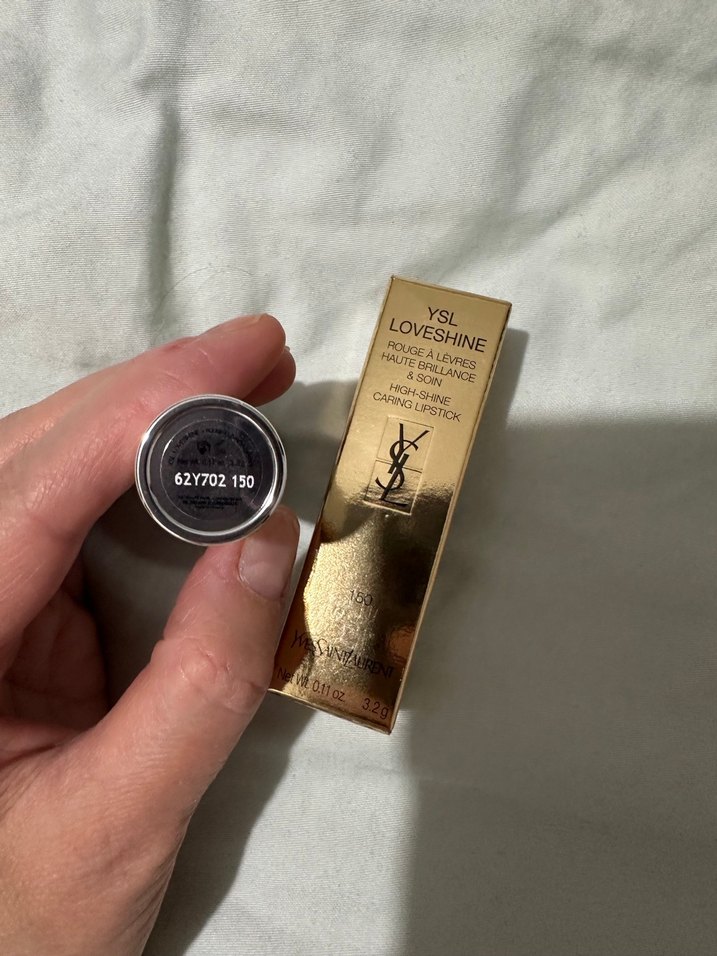 62Y702 150
YSL
LOVESHINE
ROUGE À LÈVRES
HAUTE BRILLANCE
& SOIN
HIGH-SHINE
CARING LIPSTICK
YSL
150
YVESSAINTLAURENT
Net Wt. 0.11 oz. 3.2 g